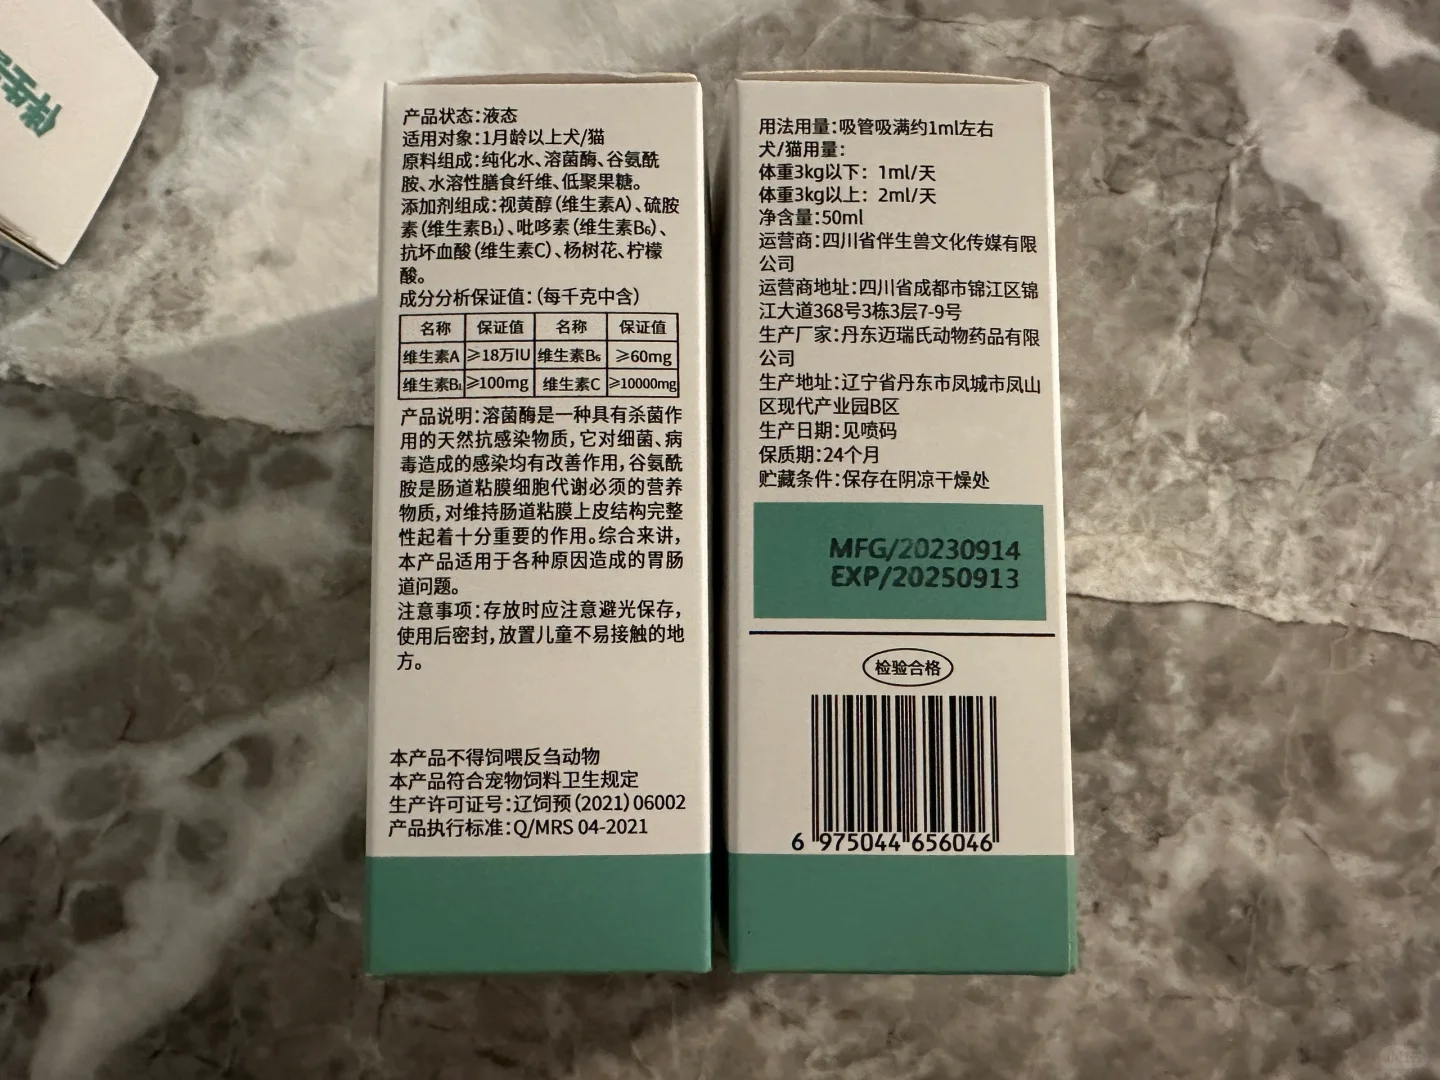 伴生
产品状态：液态
适用对象：1月龄以上犬/猫
原料组成：纯化水、溶菌酶、谷氨酰
胺、水溶性膳食纤维、低聚果糖。
添加剂组成：视黄醇（维生素A）、硫胺
素（维生素B₁）、吡哆素（维生素B₆）、
抗坏血酸（维生素C）、杨树花、柠檬
酸。
成分分析保证值：（每千克中含）
名称 保证值 名称 保证值
维生素A ≥18万IU 维生素B₆ ≥60mg
维生素B₁ ≥100mg 维生素C ≥10000mg
产品说明：溶菌酶是一种具有杀菌作
用的天然抗感染物质，它对细菌、病
毒造成的感染均有改善作用，谷氨酰
胺是肠道粘膜细胞代谢必须的营养
物质，对维持肠道粘膜上皮结构完整
性起着十分重要的作用。综合来讲，
本产品适用于各种原因造成的胃肠
道问题。
注意事项：存放时应注意避光保存，
使用后密封，放置儿童不易接触的地
方。
本产品不得饲喂反刍动物
本产品符合宠物饲料卫生规定
生产许可证号：辽饲预（2021）06002
产品执行标准：Q/MRS 04-2021
用法用量：吸管吸满约1ml左右
犬/猫用量：
体重3kg以下：1ml/天
体重3kg以上：2ml/天
净含量：50ml
运营商：四川省伴生兽文化传媒有限
公司
运营商地址：四川省成都市锦江区锦
江大道368号3栋3层7-9号
生产厂家：丹东迈瑞氏动物药品有限
公司
生产地址：辽宁省丹东市凤城市凤山
区现代产业园B区
生产日期：见喷码
保质期：24个月
贮藏条件：保存在阴凉干燥处
MFG/20230914
EXP/20250913
检验合格
6 975044 656046